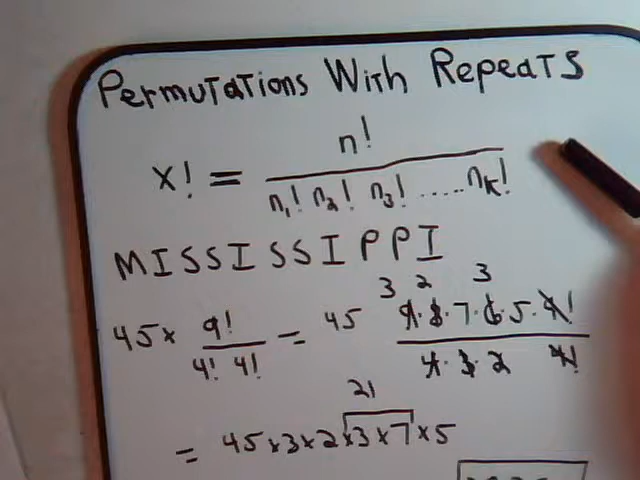 Permutations With Repeats
x! = n! / n₁! n₂! n₃! ..... nₖ!
MISSISSIPPI
3 2 3
45 × 9! / 4! 4! = 45 9·8·7·6·5·4! / 4·3·2 4!
21
= 45×3×2×3×7×5